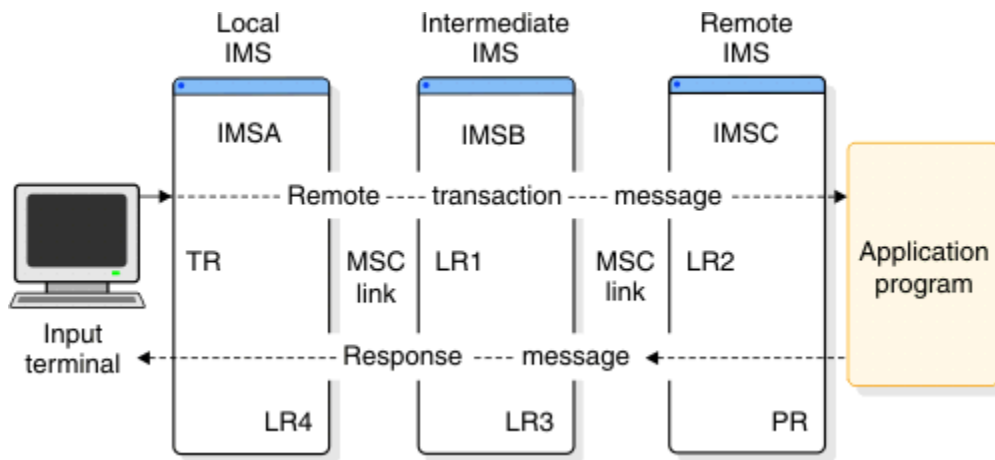 Local
IMS
Intermediate
IMS
Remote
IMS
IMSA
IMSB
IMSC
Remote transaction message
TR
MSC
link
LR1
MSC
link
LR2
Application
program
Input
terminal
Response message
LR4
LR3
PR